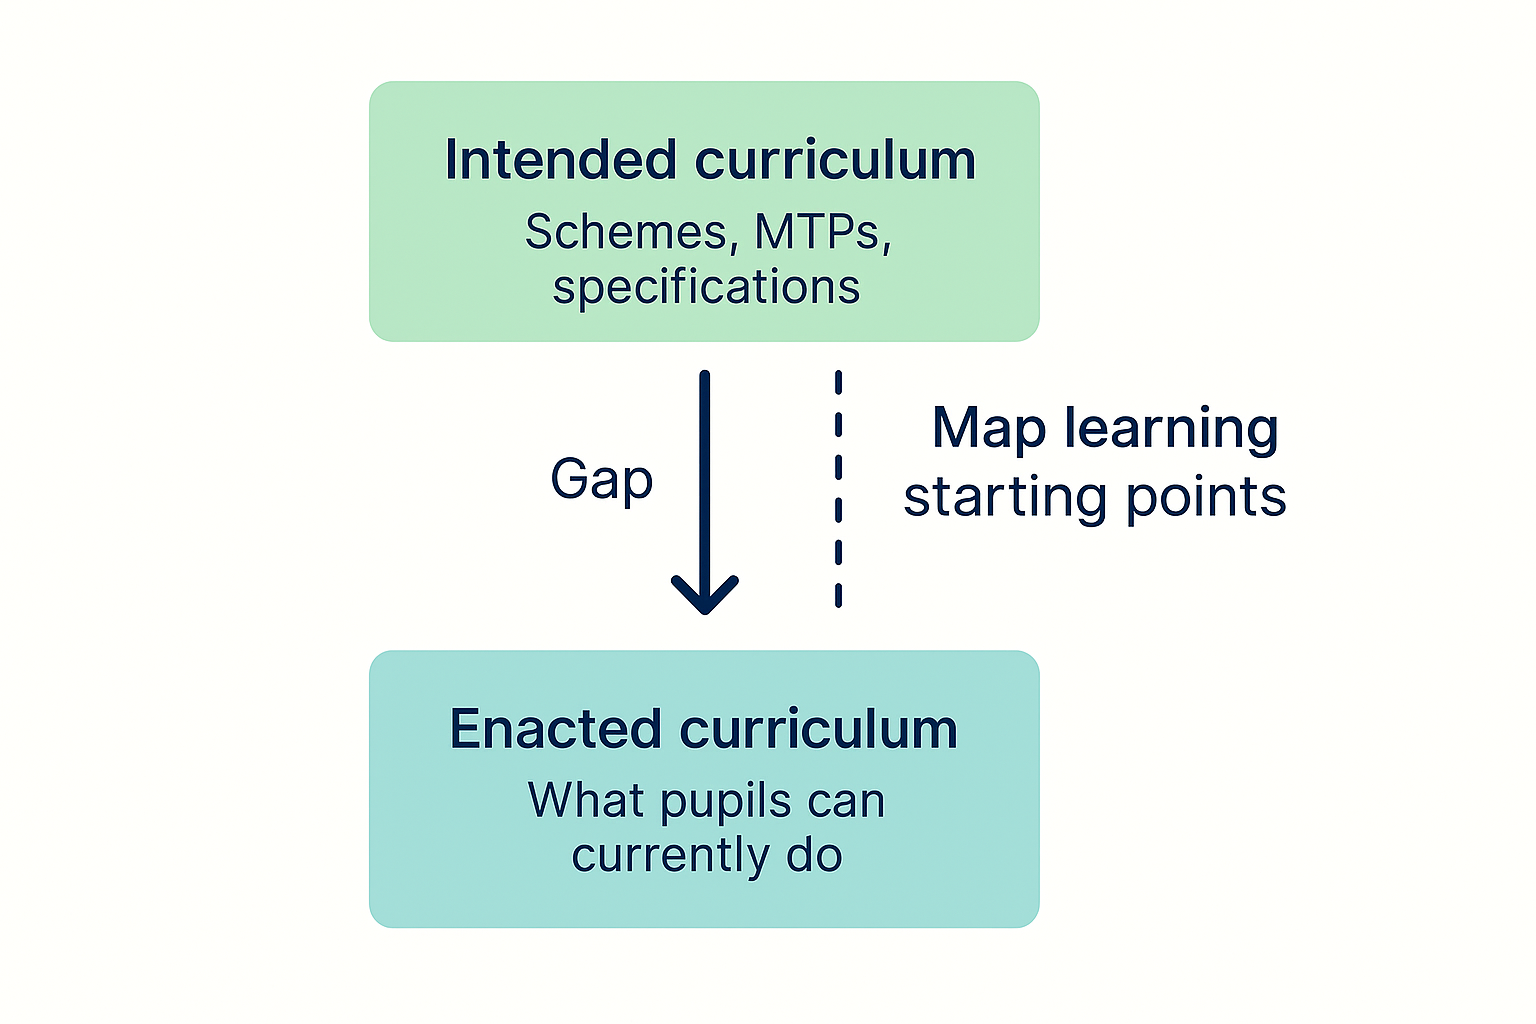 Intended curriculum
Schemes, MTPs,
specifications
Gap
Map learning
starting points
Enacted curriculum
What pupils can
currently do